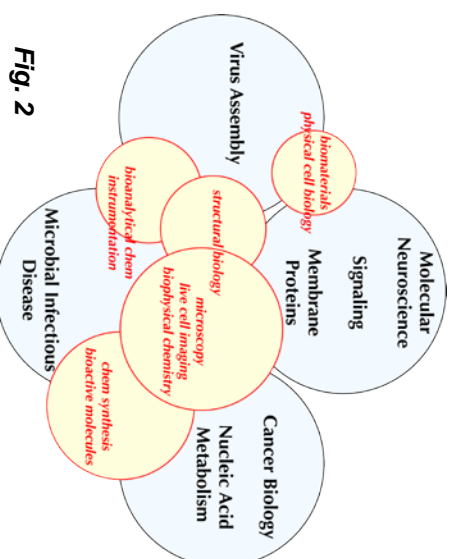 Molecular
Neuroscience
Signaling
Membrane
Proteins
biomaterials
physical cell biology
Virus Assembly
structural biology
microscopy
live cell imaging
biophysical chemistry
Cancer Biology
Nucleic Acid
Metabolism
bioanalytical chem
instrumentation
chem synthesis
bioactive molecules
Microbial Infectious
Disease
Fig. 2